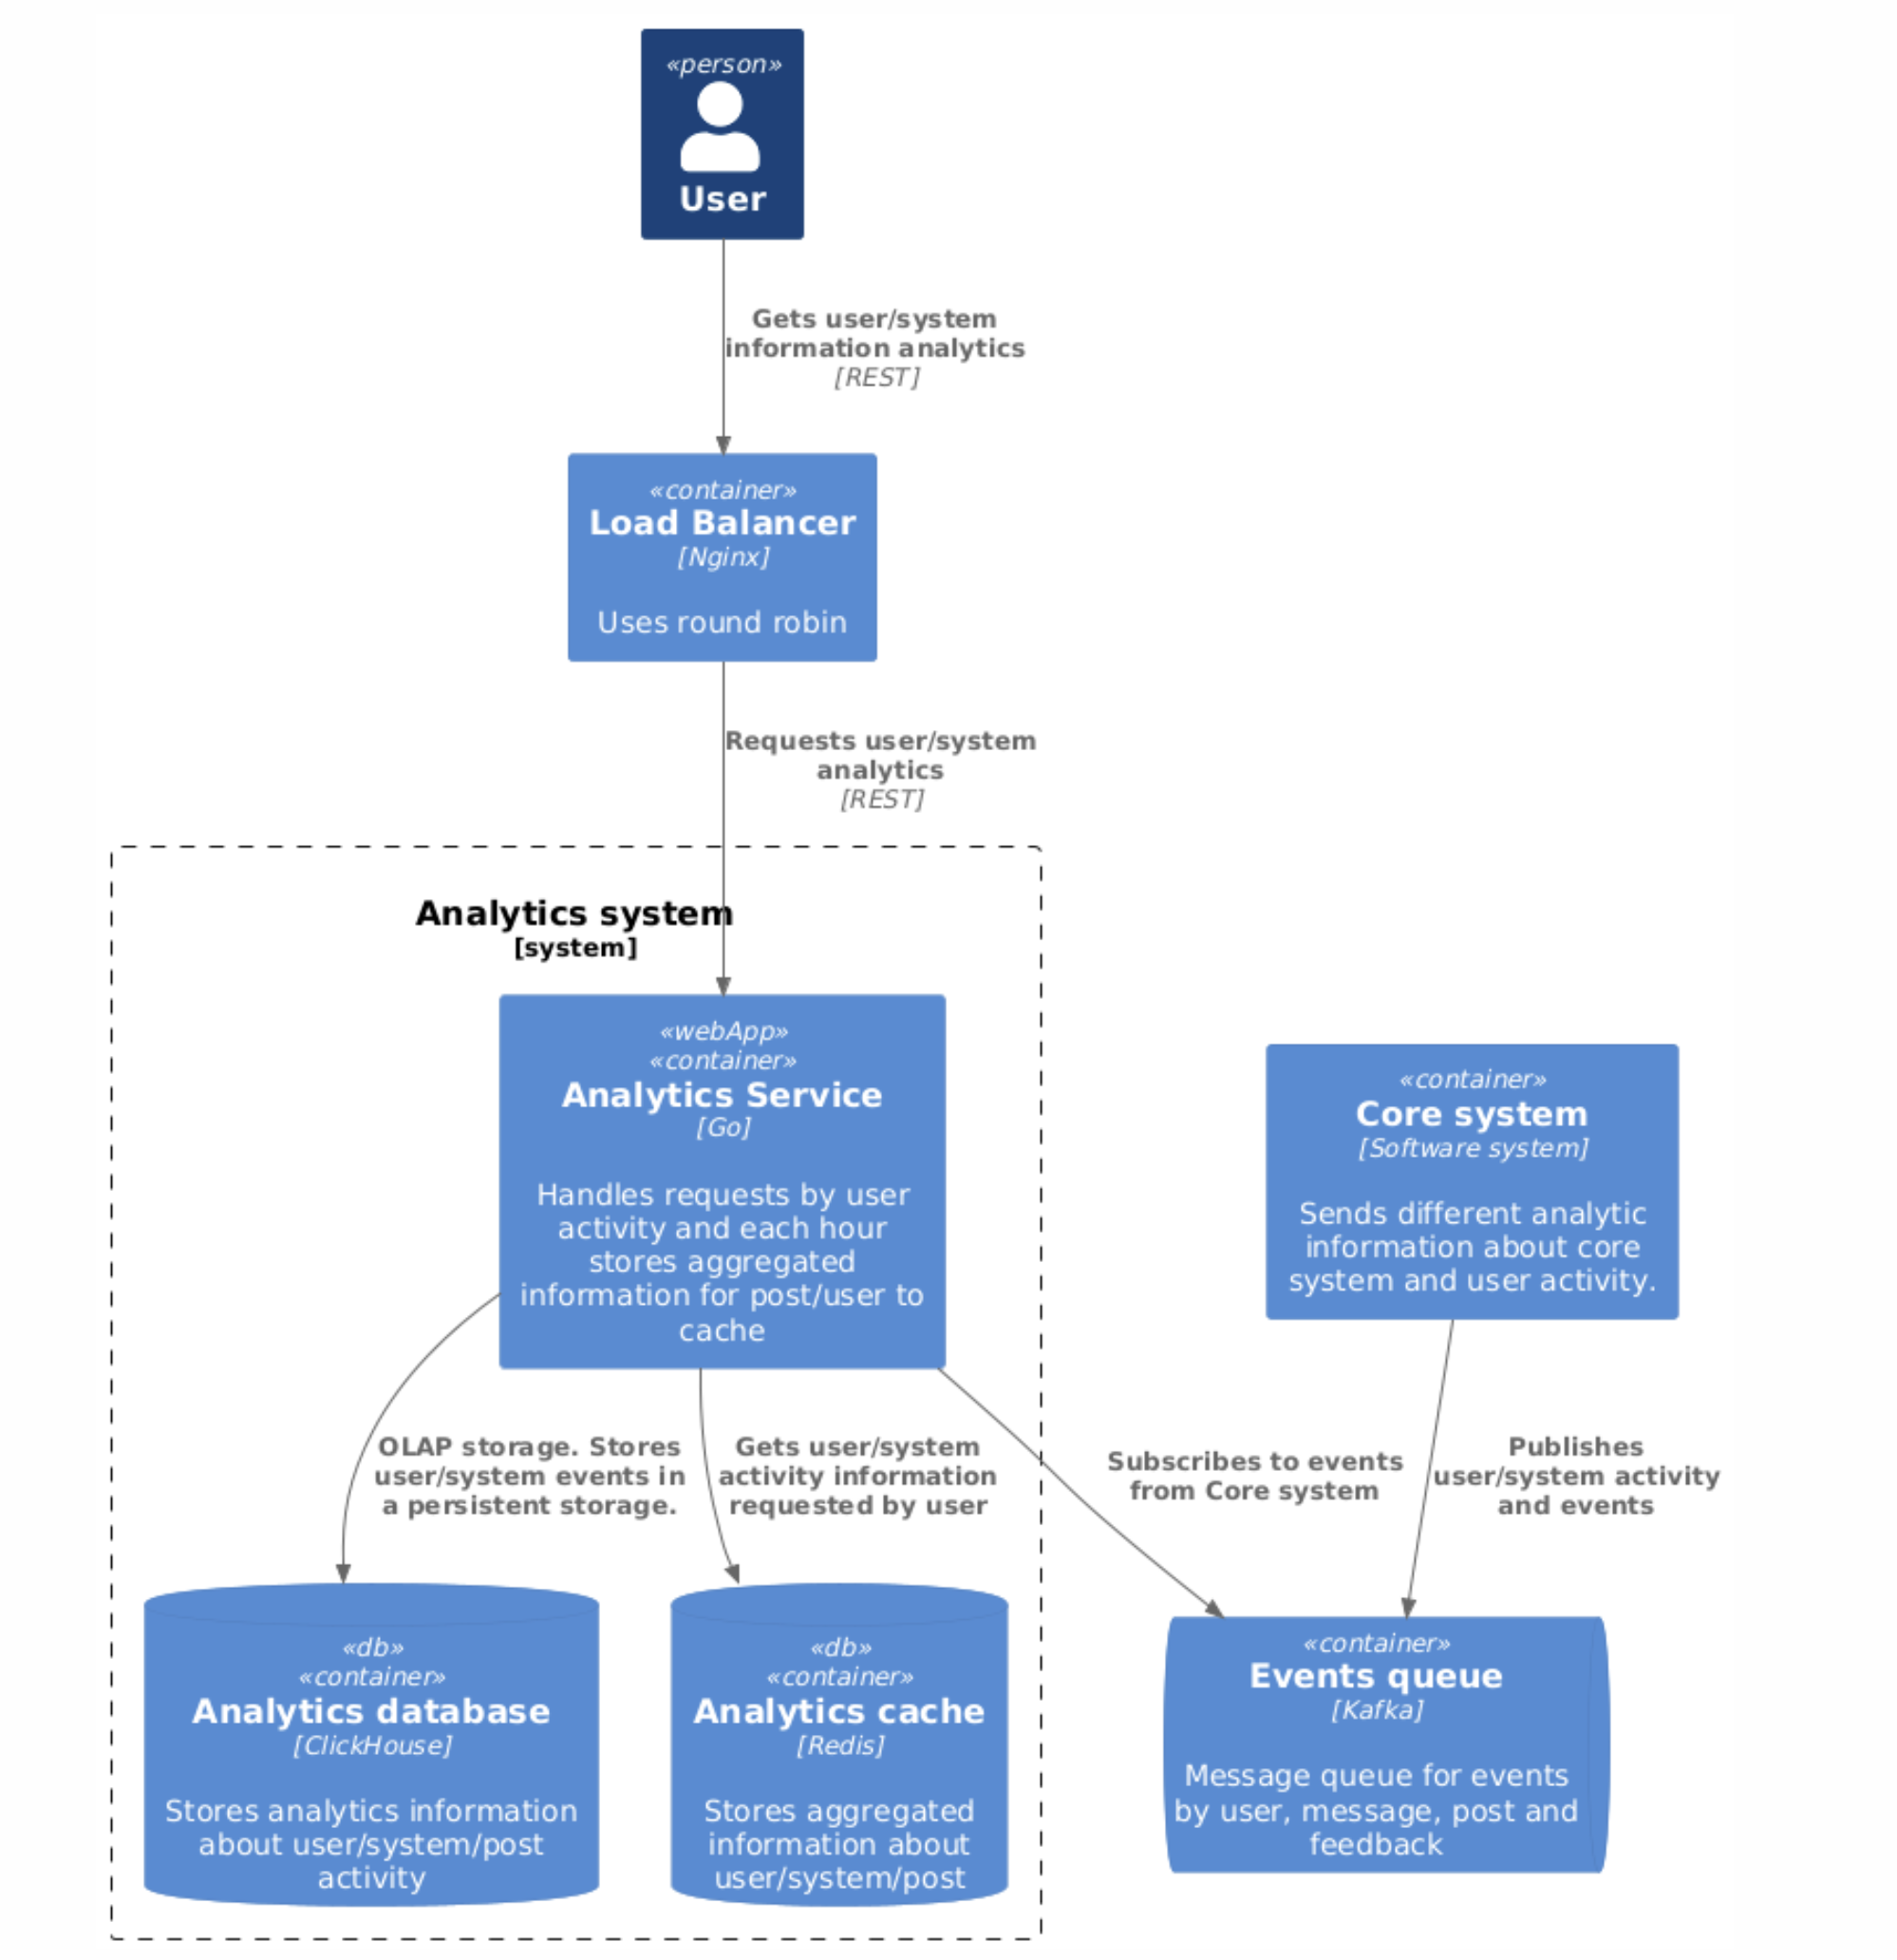 «person»
User
Gets user/system
information analytics
[REST]
«container»
Load Balancer
[Nginx]
Uses round robin
Requests user/system
analytics
[REST]
Analytics system
[system]
«webApp»
«container»
Analytics Service
[Go]
Handles requests by user
activity and each hour
stores aggregated
information for post/user to
cache
«container»
Core system
[Software system]
Sends different analytic
information about core
system and user activity.
OLAP storage. Stores
user/system events in
a persistent storage.
Gets user/system
activity information
requested by user
Subscribes to events
from Core system
Publishes
user/system activity
and events
«db»
«container»
Analytics database
[ClickHouse]
Stores analytics information
about user/system/post
activity
«db»
«container»
Analytics cache
[Redis]
Stores aggregated
information about
user/system/post
«container»
Events queue
[Kafka]
Message queue for events
by user, message, post and
feedback